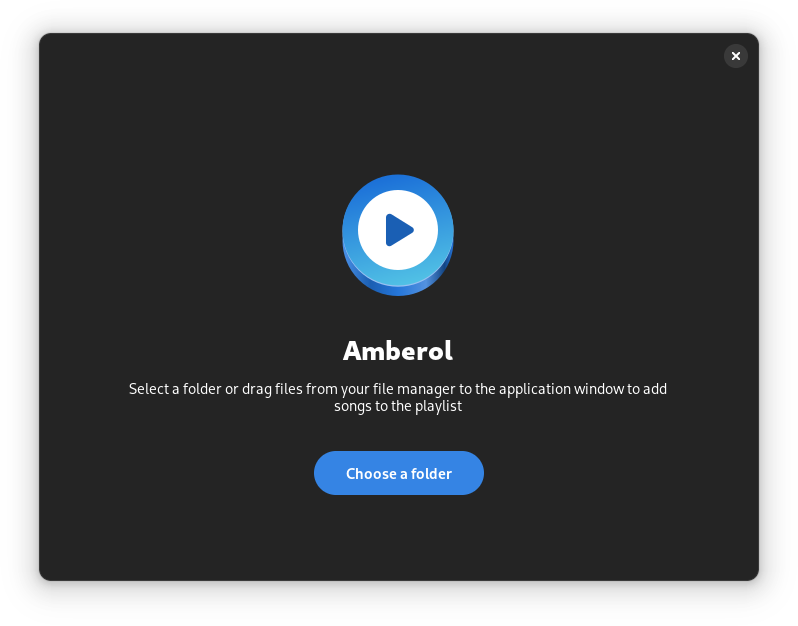 Amberol
Select a folder or drag files from your file manager to the application window to add
songs to the playlist
Choose a folder